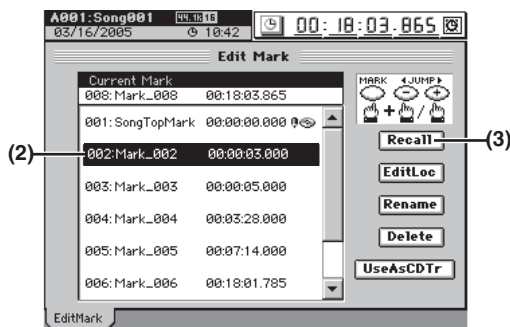 A001:Song001 44.1K 16
03/16/2005 10:42 00:18:03.865
Edit Mark
Current Mark
008:Mark_008 00:18:03.865
001:SongTopMark 00:00:00.000
002:Mark_002 00:00:03.000
003:Mark_003 00:00:05.000
004:Mark_004 00:03:28.000
005:Mark_005 00:07:14.000
006:Mark_006 00:18:01.785
MARK JUMP
Recall
EditLoc
Rename
Delete
UseAsCDTr
EditMark
(2)
(3)